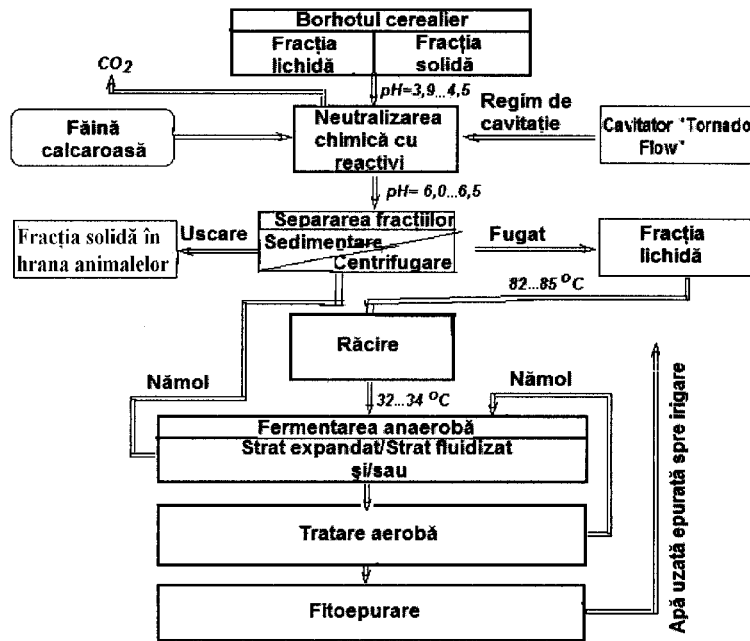 Borhotul cerealier
Fracția
lichidă
Fracția
solidă
CO2
pH=3,9...4,5
Făină
calcaroasă
Neutralizarea
chimică cu
reactivi
Regim de
cavitație
Cavitator "Tornado
Flow"
pH= 6,0...6,5
Fracția solidă în
hrana animalelor
Uscare
Separarea fracțiilor
Sedimentare
Centrifugare
Fugat
Fracția
lichidă
82...85 °C
Răcire
Nămol
32...34 °C
Nămol
Fermentarea anaerobă
Strat expandat/Strat fluidizat
și/sau
Tratare aerobă
Fitoepurare
Apă uzată epurată spre irigare